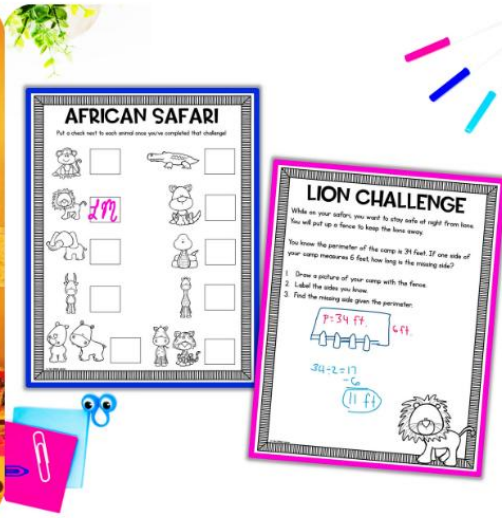 AFRICAN SAFARI
Put a check next to each animal once you've completed that challenge!
LM
LION CHALLENGE
While on your safari, you want to stay safe at night from lions.
You will put up a fence to keep the lions away.
You know the perimeter of the camp is 34 feet. If one side of
your camp measures 6 feet, how long is the missing side?
1. Draw a picture of your camp with the fence.
2. Label the sides you know.
3. Find the missing side given the perimeter.
P=34 ft.
6ft.
34÷2=17
-6
11 ft